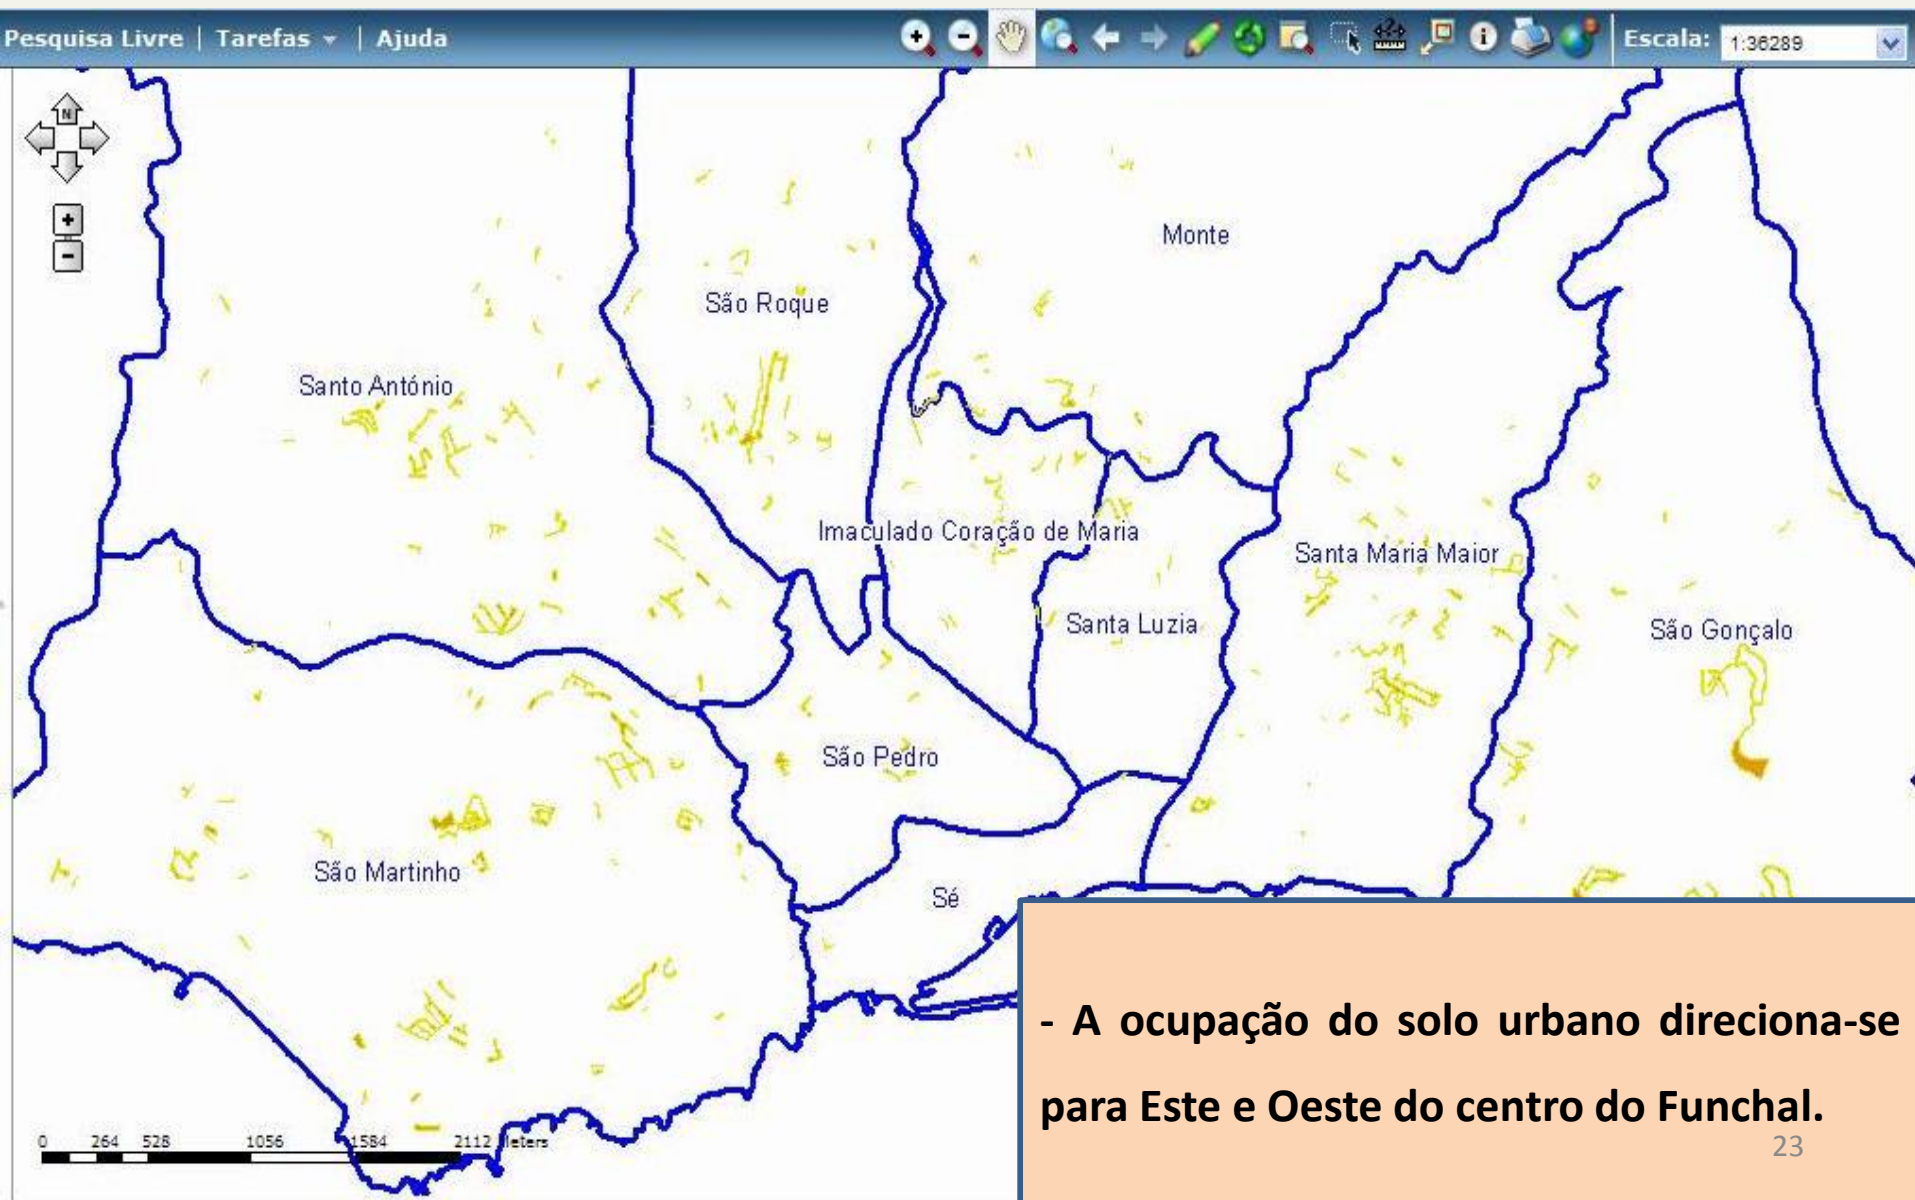 Pesquisa Livre | Tarefas | Ajuda
Escala: 1:36289
N
+
-
Monte
São Roque
Santo António
Imaculado Coração de Maria
Santa Maria Maior
Santa Luzia
São Gonçalo
São Pedro
São Martinho
Sé
- A ocupação do solo urbano direciona-se
para Este e Oeste do centro do Funchal.
0 264 528 1056 1584 2112 Meters
23